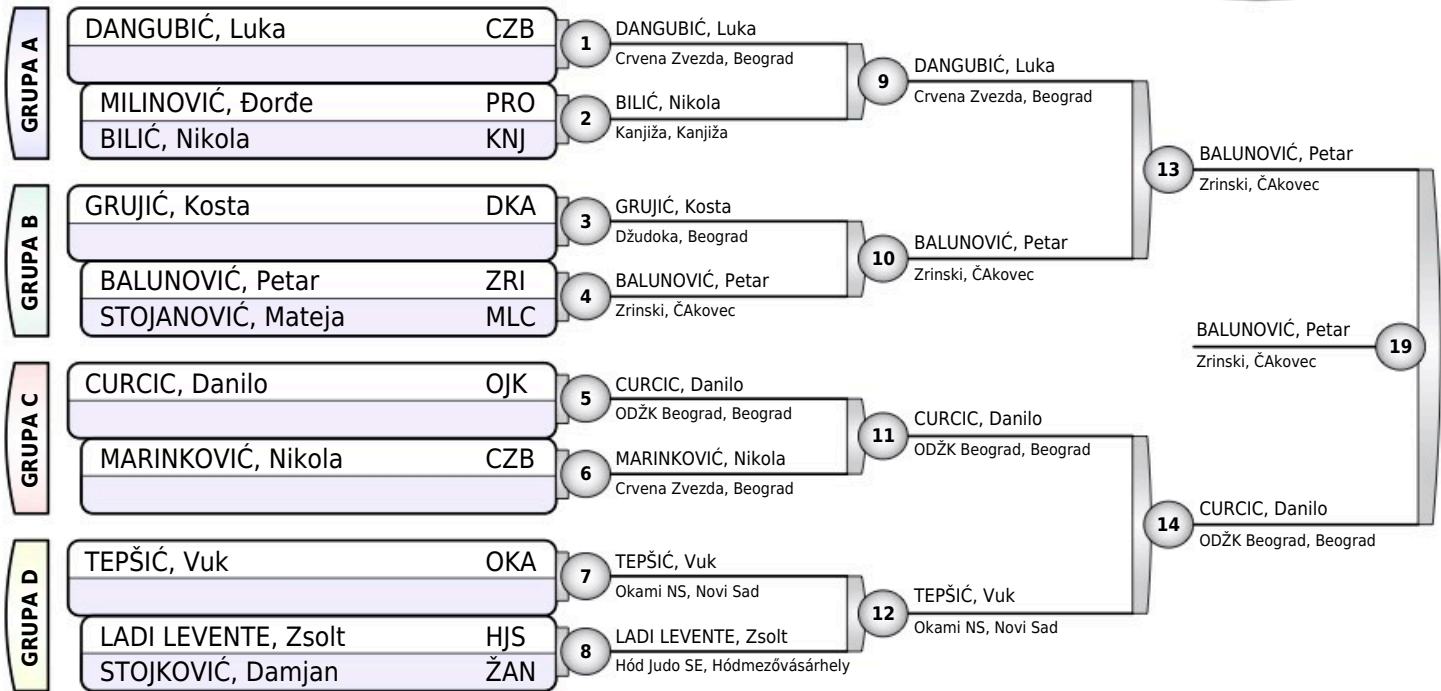 GRUPA A
DANGUBIĆ, Luka CZB
MILINOVIĆ, Đorđe PRO
BILIĆ, Nikola KNJ
1
DANGUBIĆ, Luka
Crvena Zvezda, Beograd
2
BILIĆ, Nikola
Kanjiža, Kanjiža
9
DANGUBIĆ, Luka
Crvena Zvezda, Beograd
GRUPA B
GRUJIĆ, Kosta DKA
BALUNOVIĆ, Petar ZRI
STOJANOVIĆ, Mateja MLC
3
GRUJIĆ, Kosta
Džudoka, Beograd
4
BALUNOVIĆ, Petar
Zrinski, ČAkovec
10
BALUNOVIĆ, Petar
Zrinski, ČAkovec
13
BALUNOVIĆ, Petar
Zrinski, ČAkovec
GRUPA C
CURCIC, Danilo OJK
MARINKOVIĆ, Nikola CZB
5
CURCIC, Danilo
ODŽK Beograd, Beograd
6
MARINKOVIĆ, Nikola
Crvena Zvezda, Beograd
11
CURCIC, Danilo
ODŽK Beograd, Beograd
GRUPA D
TEPŠIĆ, Vuk OKA
LADI LEVENTE, Zsolt HJS
STOJKOVIĆ, Damjan ŽAN
7
TEPŠIĆ, Vuk
Okami NS, Novi Sad
8
LADI LEVENTE, Zsolt
Hód Judo SE, Hódmezővásárhely
12
TEPŠIĆ, Vuk
Okami NS, Novi Sad
14
CURCIC, Danilo
ODŽK Beograd, Beograd
BALUNOVIĆ, Petar
Zrinski, ČAkovec
19